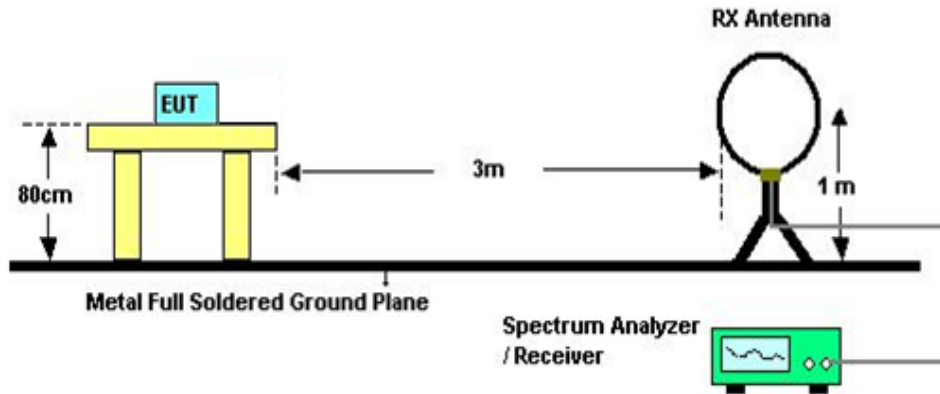 RX Antenna
EUT
80cm
3m
1 m
Metal Full Soldered Ground Plane
Spectrum Analyzer
/ Receiver